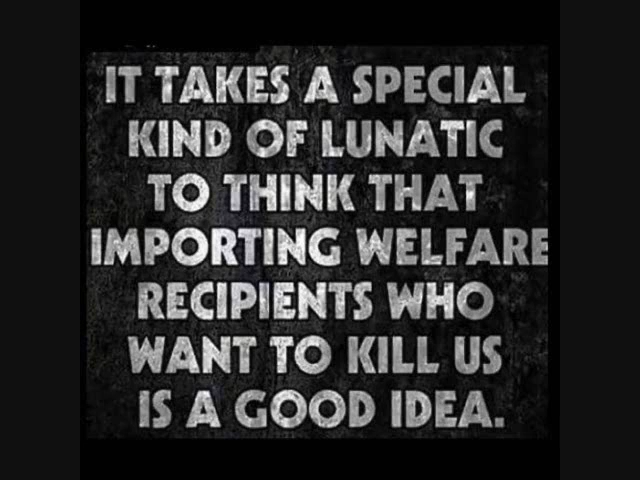 IT TAKES A SPECIAL
KIND OF LUNATIC
TO THINK THAT
IMPORTING WELFARE
RECIPIENTS WHO
WANT TO KILL US
IS A GOOD IDEA.